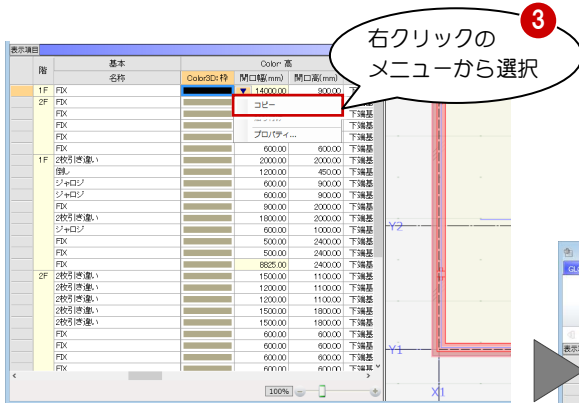 3
右クリックの
メニューから選択
表示項目
階 基本 Color· 高
名称 Color3D:枠 開口幅(mm) 開口高(mm)
1F FIX 14000.00 900.00 下端基
2F FIX コピー 下端基
FIX 下端基
FIX プロパティ... 下端基
FIX 600.00 600.00 下端基
1F 2枚引き違い 2000.00 2000.00 下端基
倒し 1200.00 450.00 下端基
ジャロジ 600.00 900.00 下端基
ジャロジ 600.00 900.00 下端基
FIX 900.00 2000.00 下端基
2枚引き違い 1800.00 2000.00 下端基
ジャロジ 600.00 1000.00 下端基
FIX 500.00 2400.00 下端基
FIX 500.00 2400.00 下端基
FIX 8825.00 2400.00 下端基
2F 2枚引き違い 1500.00 1100.00 下端基
2枚引き違い 1200.00 1100.00 下端基
2枚引き違い 1200.00 1100.00 下端基
2枚引き違い 1500.00 1800.00 下端基
2枚引き違い 1500.00 1800.00 下端基
FIX 600.00 600.00 下端基
FIX 600.00 600.00 下端基
FIX 600.00 600.00 下端基
100%
Y2
Y1
X1